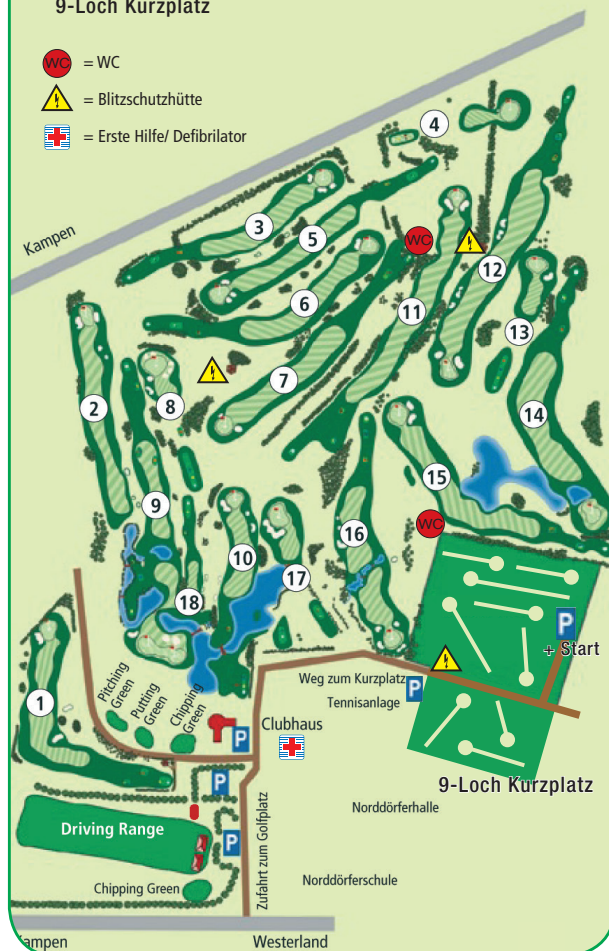 9-Loch Kurzplatz
WC = WC
= Blitzschutzhütte
= Erste Hilfe/ Defibrilator
4
Kampen
3
5
WC
12
6
11
13
7
2
8
14
15
9
WC
16
10
17
18
P
+ Start
Weg zum Kurzplatz
P
Tennisanlage
1
Pitching
Green
Putting
Green
Chipping
Green
P
Clubhaus
P
9-Loch Kurzplatz
Norddörferhalle
Driving Range
P
Zufahrt zum Golfplatz
Chipping Green
Norddörferschule
Kampen
Westerland